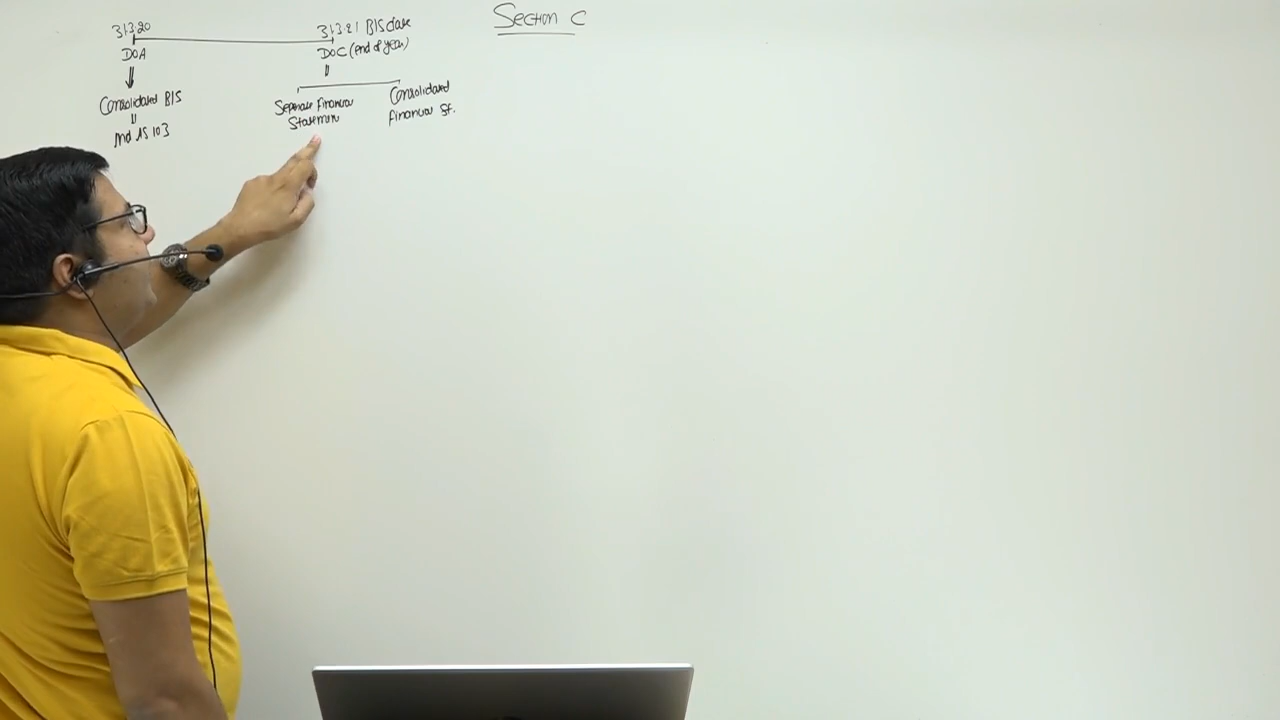 Section C
31.3.20
31.3.21 B/S date
DOA
DOC (end of year)
Consolidated B/S
Ind AS 103
Separate Financial
Statement
Consolidated
Financial St.